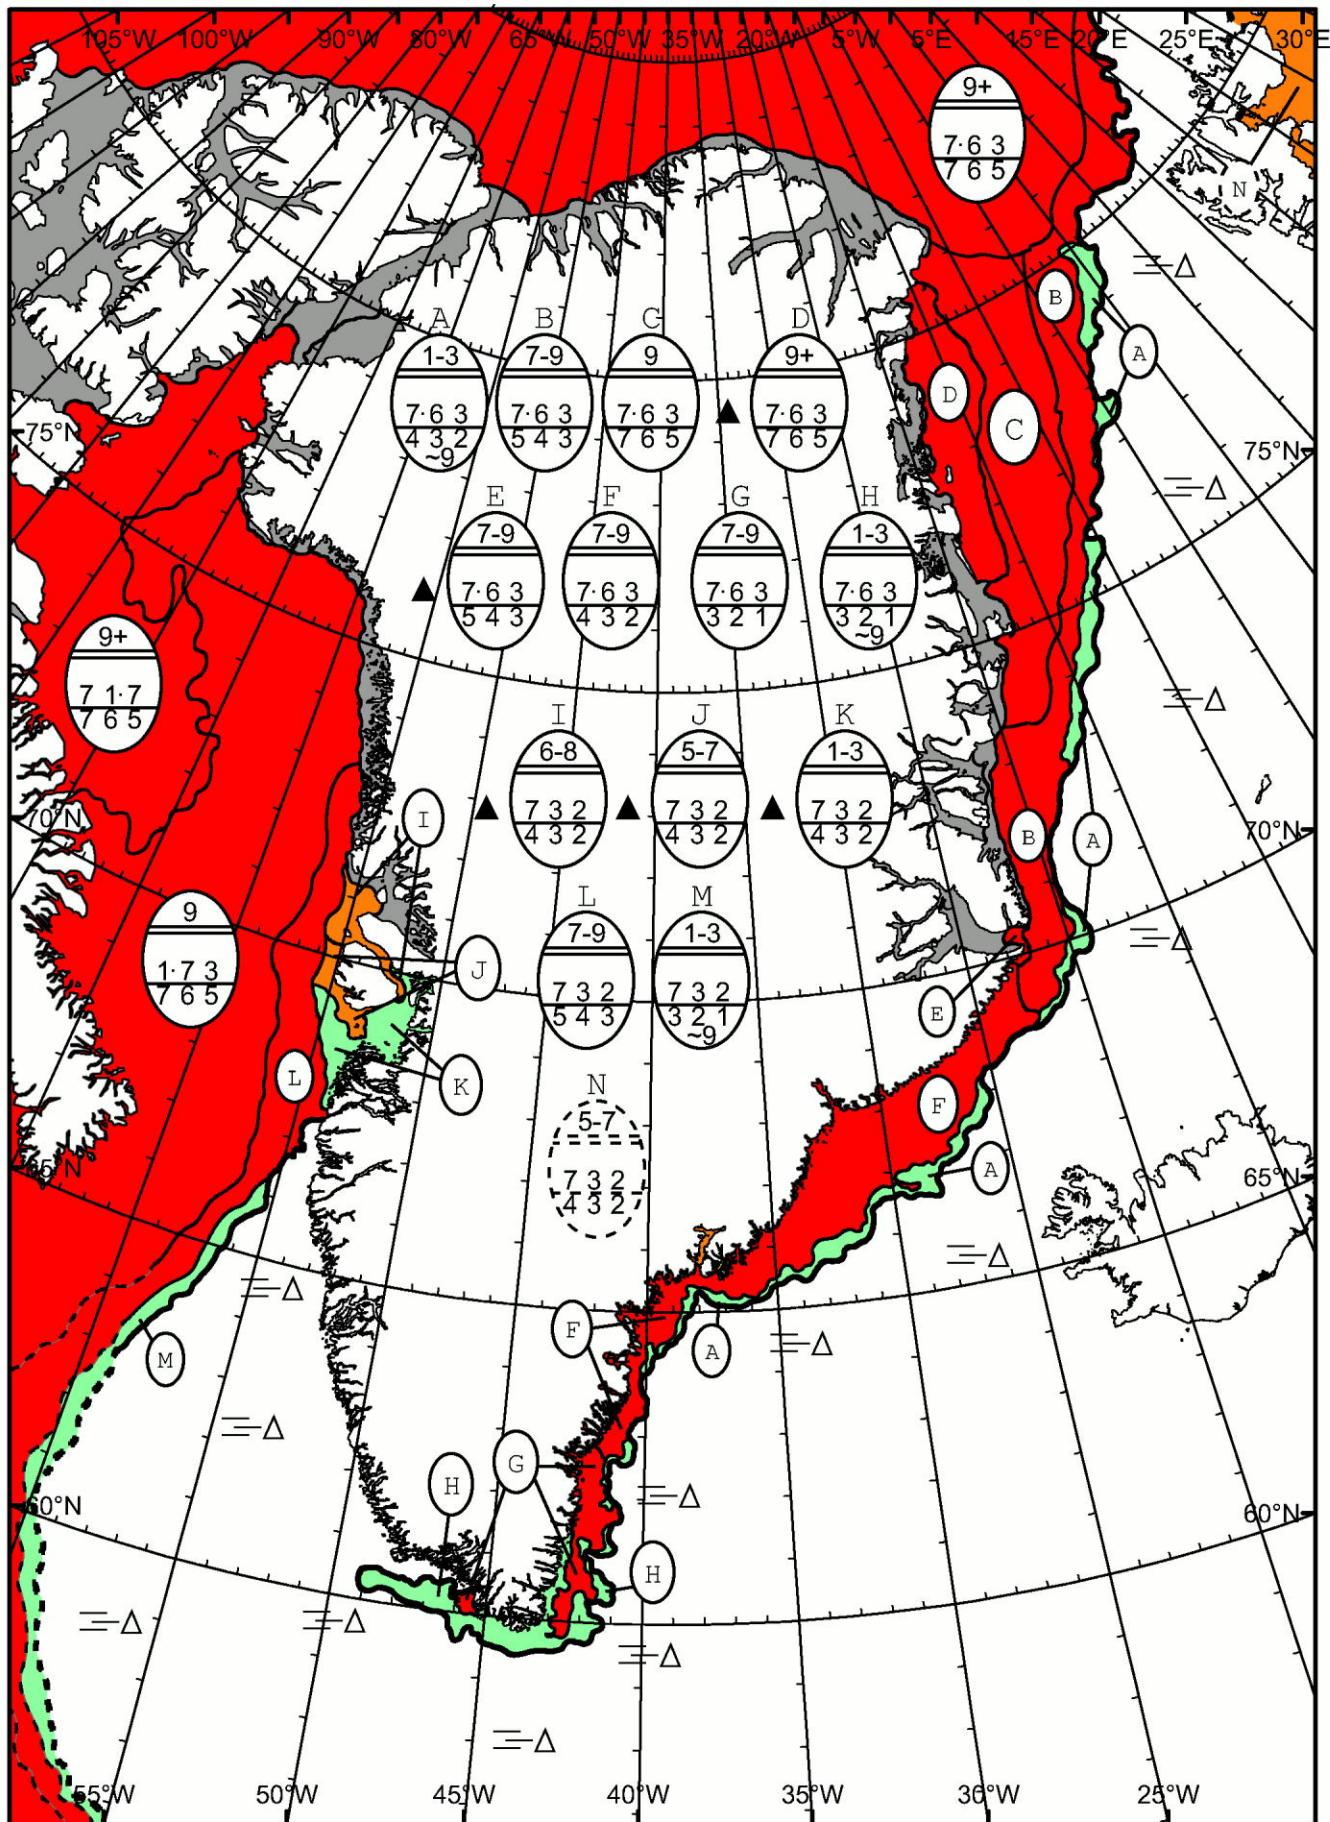 105°W 100°W 90°W 80°W 65°W 50°W 35°W 20°W 5°W 5°E 15°E 20°E 25°E 30°E
9+
7·6 3
7 6 5
N
B
A
A B C D
1-3 7-9 9 9+
7·6 3 7·6 3 7·6 3 7·6 3
4 3 2 5 4 3 7 6 5 7 6 5
~9
D
C
75°N 75°N
E F G H
7-9 7-9 7-9 1-3
7·6 3 7·6 3 7·6 3 7·6 3
5 4 3 4 3 2 3 2 1 3 2 1
~9
9+
7 1·7
7 6 5
I J K
6-8 5-7 1-3
7 3 2 7 3 2 7 3 2
4 3 2 4 3 2 4 3 2
70°N I B A 70°N
L M
9 7-9 1-3
1·7 3 7 3 2 7 3 2
7 6 5 5 4 3 3 2 1
~9
J
E
L K F
N
5-7
7 3 2
4 3 2
65°N A 65°N
F
M A
H G
60°N 60°N
H
55°W 50°W 45°W 40°W 35°W 30°W 25°W